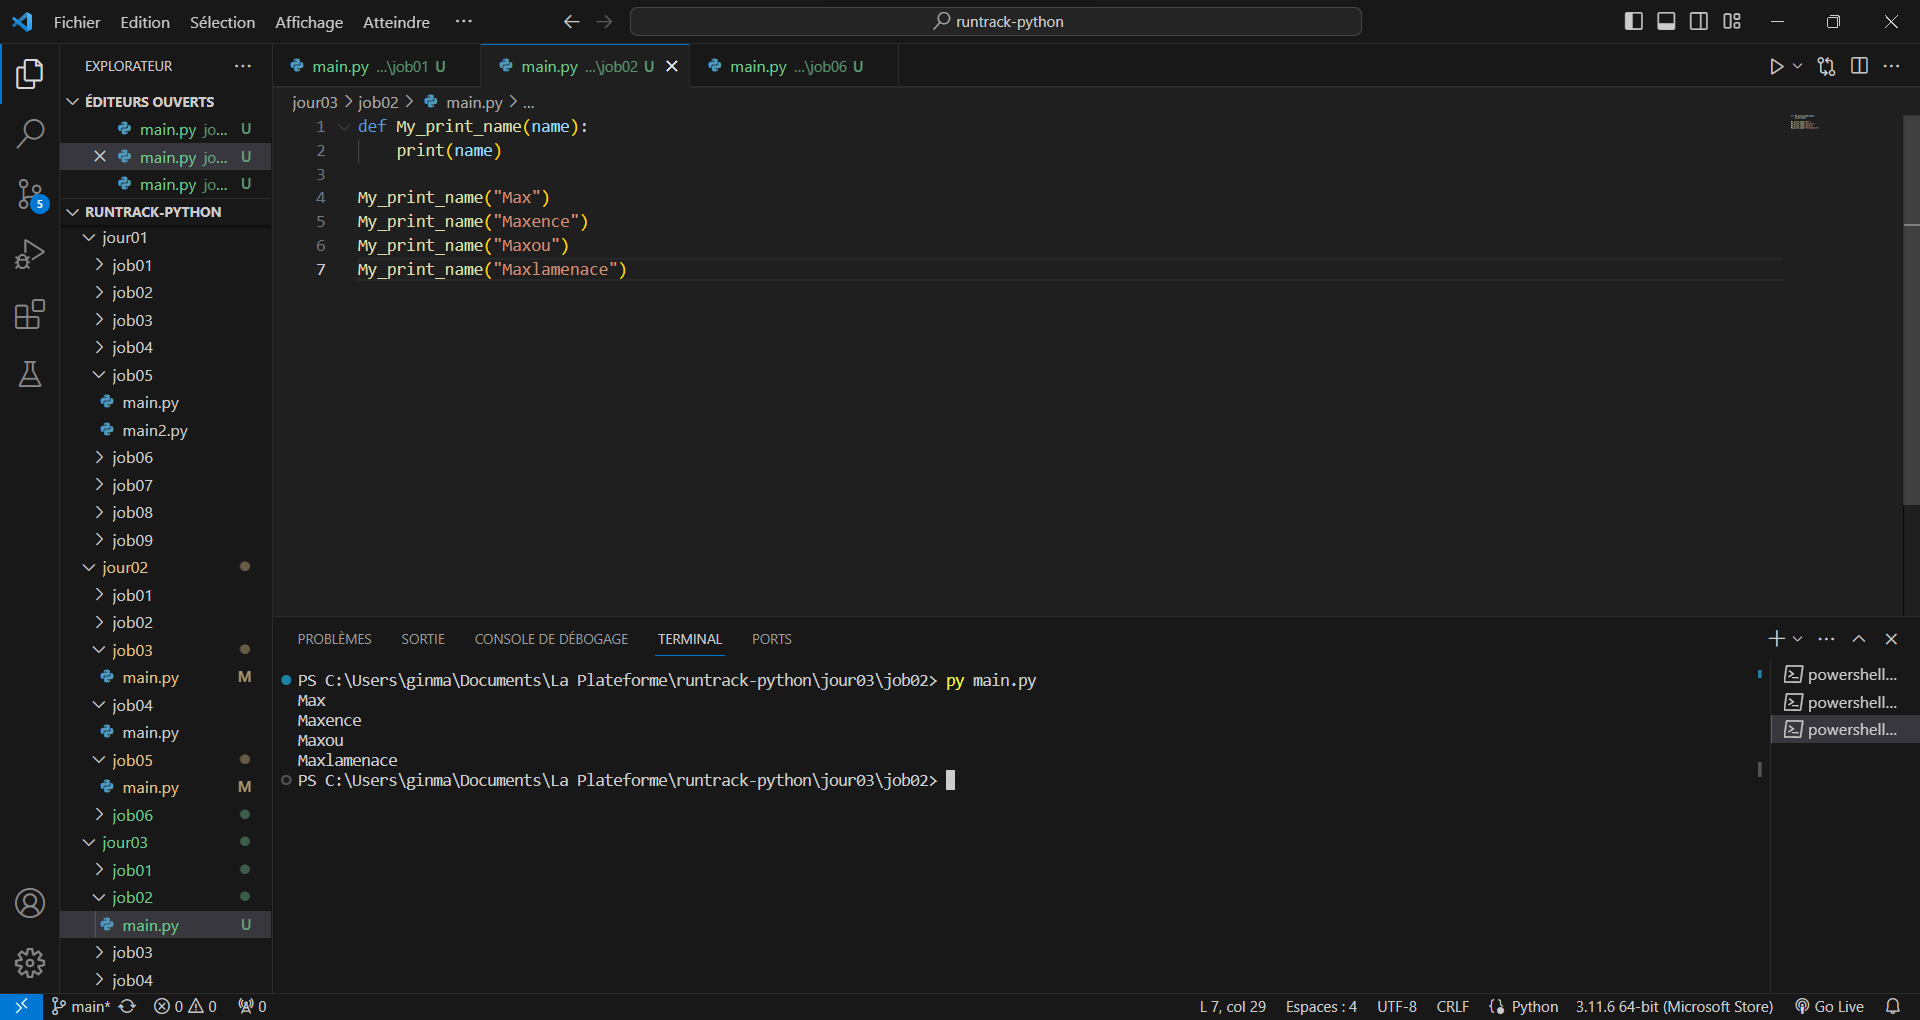 Fichier Edition Sélection Affichage Atteindre ··· runtrack-python
EXPLORATEUR ···
ÉDITEURS OUVERTS
main.py jo... U
main.py jo... U
main.py jo... U
RUNTRACK-PYTHON
jour01
job01
job02
job03
job04
job05
main.py
main2.py
job06
job07
job08
job09
jour02
job01
job02
job03
main.py M
job04
main.py
job05
main.py M
job06
jour03
job01
job02
main.py U
job03
job04
5
main.py ...\job01 U main.py ...\job02 U main.py ...\job06 U
jour03 > job02 > main.py > ...
1 def My_print_name(name):
2 print(name)
3
4 My_print_name("Max")
5 My_print_name("Maxence")
6 My_print_name("Maxou")
7 My_print_name("Maxlamenace")
PROBLÈMES SORTIE CONSOLE DE DÉBOGAGE TERMINAL PORTS
PS C:\Users\ginma\Documents\La Plateforme\runtrack-python\jour03\job02> py main.py
Max
Maxence
Maxou
Maxlamenace
PS C:\Users\ginma\Documents\La Plateforme\runtrack-python\jour03\job02>
powershell...
powershell...
powershell...
main* 0 0 0 L 7, col 29 Espaces : 4 UTF-8 CRLF Python 3.11.6 64-bit (Microsoft Store) Go Live